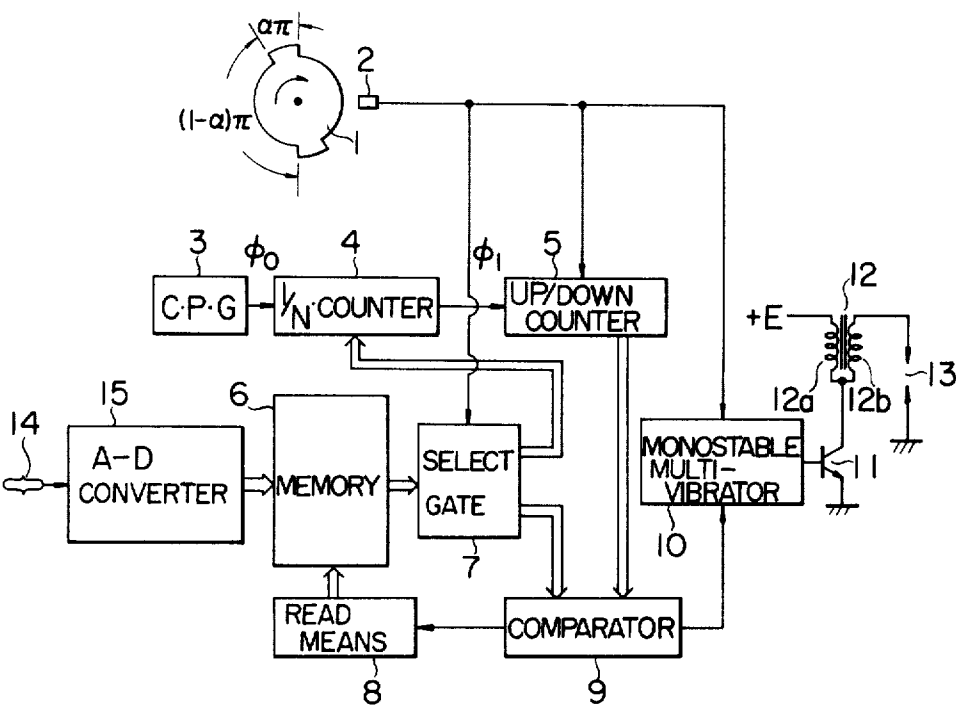 απ
2
(1-α)π
1
3
φ0
4
φ1
5
12
C·P·G
1/N·COUNTER
UP/DOWN
COUNTER
+E
13
12a
12b
15
6
14
A-D
CONVERTER
MEMORY
SELECT
GATE
MONOSTABLE
MULTI-
VIBRATOR
11
7
10
READ
MEANS
COMPARATOR
8
9